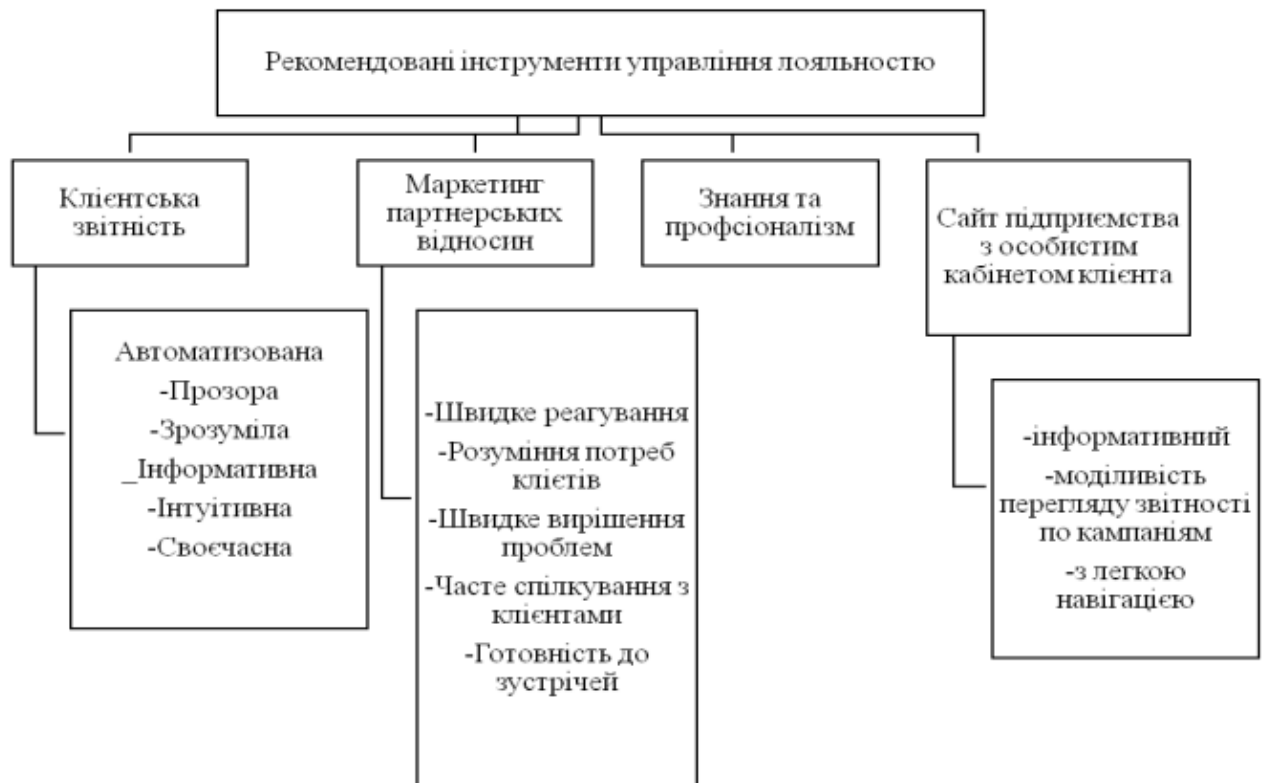 Рекомендовані інструменти управління лояльністю
Клієнтська
звітність
Маркетинг
партнерських
відносин
Знання та
профсіоналізм
Сайт підприємства
з особистим
кабінетом клієнта
Автоматизована
-Прозора
-Зрозуміла
_Інформативна
-Інтуітивна
-Своєчасна
-Швидке реагування
-Розуміння потреб
клієтів
-Швидке вирішення
проблем
-Часте спілкування з
клієнтами
-Готовність до
зустрічей
-інформативний
-моділивість
перегляду звітності
по кампаніям
-з легкою
навігацією